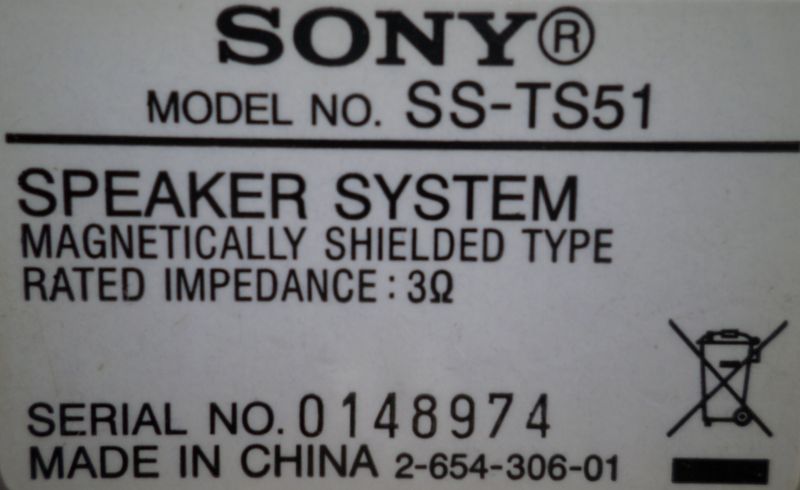 SONY®
MODEL NO. SS-TS51
SPEAKER SYSTEM
MAGNETICALLY SHIELDED TYPE
RATED IMPEDANCE : 3Ω
SERIAL NO. 0148974
MADE IN CHINA 2-654-306-01